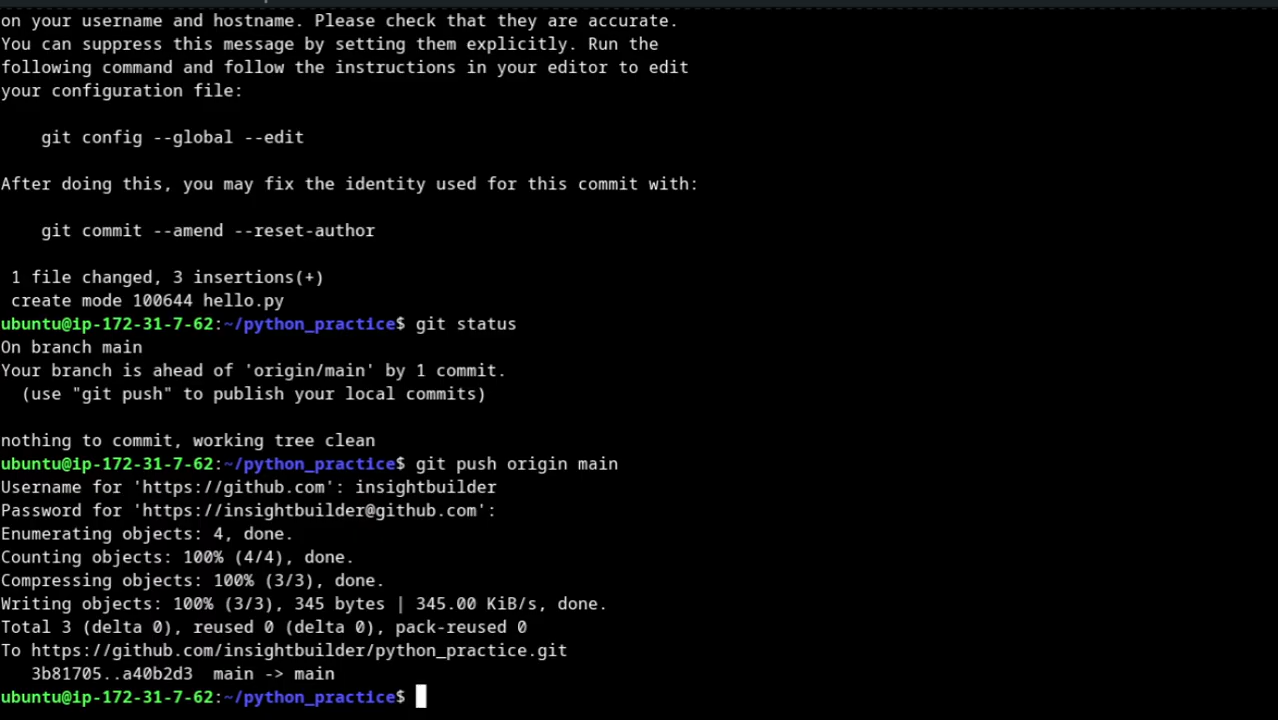 on your username and hostname. Please check that they are accurate.
You can suppress this message by setting them explicitly. Run the
following command and follow the instructions in your editor to edit
your configuration file:
git config --global --edit
After doing this, you may fix the identity used for this commit with:
git commit --amend --reset-author
1 file changed, 3 insertions(+)
create mode 100644 hello.py
ubuntu@ip-172-31-7-62:~/python_practice$ git status
On branch main
Your branch is ahead of 'origin/main' by 1 commit.
(use "git push" to publish your local commits)
nothing to commit, working tree clean
ubuntu@ip-172-31-7-62:~/python_practice$ git push origin main
Username for 'https://github.com': insightbuilder
Password for 'https://insightbuilder@github.com':
Enumerating objects: 4, done.
Counting objects: 100% (4/4), done.
Compressing objects: 100% (3/3), done.
Writing objects: 100% (3/3), 345 bytes | 345.00 KiB/s, done.
Total 3 (delta 0), reused 0 (delta 0), pack-reused 0
To https://github.com/insightbuilder/python_practice.git
3b81705..a40b2d3  main -> main
ubuntu@ip-172-31-7-62:~/python_practice$